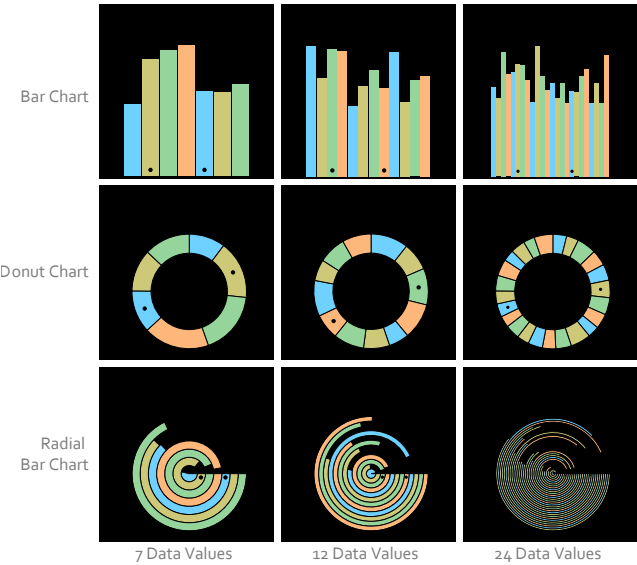 Bar Chart
Donut Chart
Radial
Bar Chart
7 Data Values
12 Data Values
24 Data Values